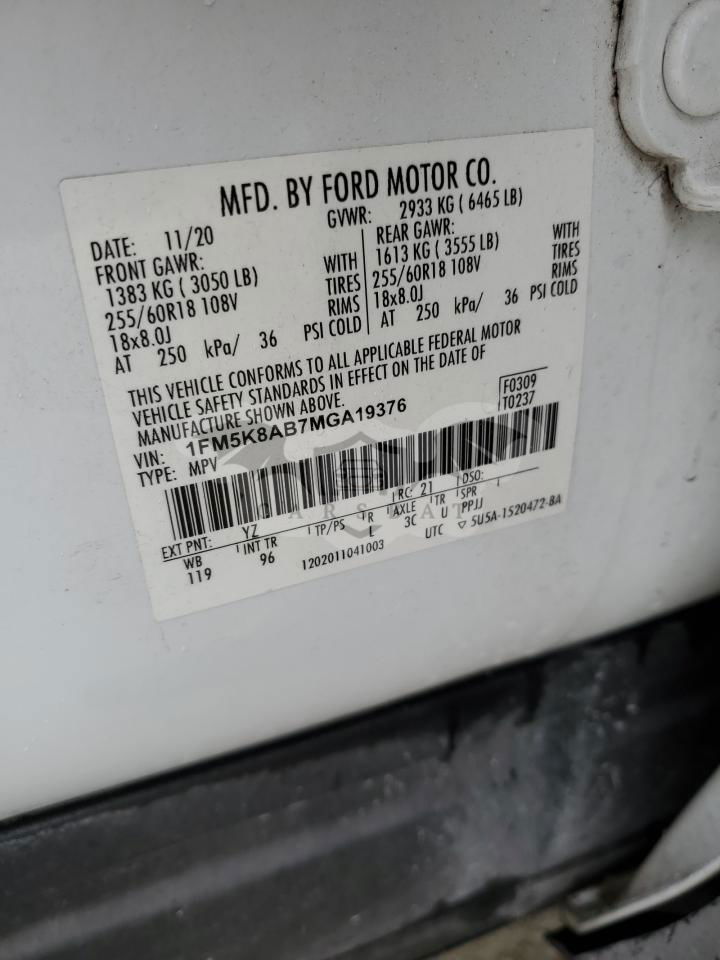 MFD. BY FORD MOTOR CO.
DATE: 11/20
GVWR: 2933 KG ( 6465 LB)
FRONT GAWR:
1383 KG ( 3050 LB)
255/60R18 108V
18x8.0J
WITH
TIRES
RIMS
AT 250 kPa/ 36 PSI COLD
REAR GAWR:
1613 KG ( 3555 LB)
255/60R18 108V
18x8.0J
WITH
TIRES
RIMS
AT 250 kPa/ 36 PSI COLD
THIS VEHICLE CONFORMS TO ALL APPLICABLE FEDERAL MOTOR
VEHICLE SAFETY STANDARDS IN EFFECT ON THE DATE OF
MANUFACTURE SHOWN ABOVE.
F0309
T0237
VIN: 1FM5K8AB7MGA19376
TYPE: MPV
EXT PNT: YZ RC: 21 DSO:
WB INT TR TP/PS R AXLE TR SPR
119 96 L 3C U PPJJ
1202011041003 UTC ▽ 5U5A-1520472-BA
CARSBAT